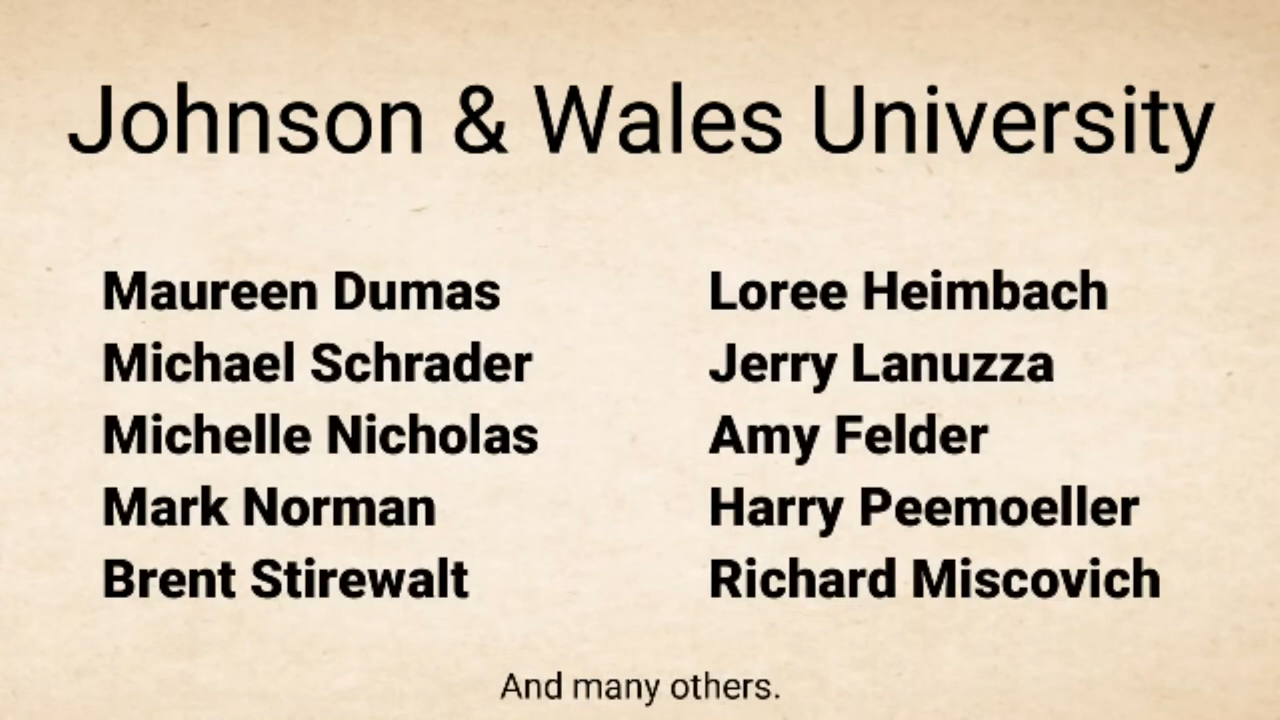 Johnson & Wales University
Maureen Dumas
Michael Schrader
Michelle Nicholas
Mark Norman
Brent Stirewalt
Loree Heimbach
Jerry Lanuzza
Amy Felder
Harry Peemoeller
Richard Miscovich
And many others.